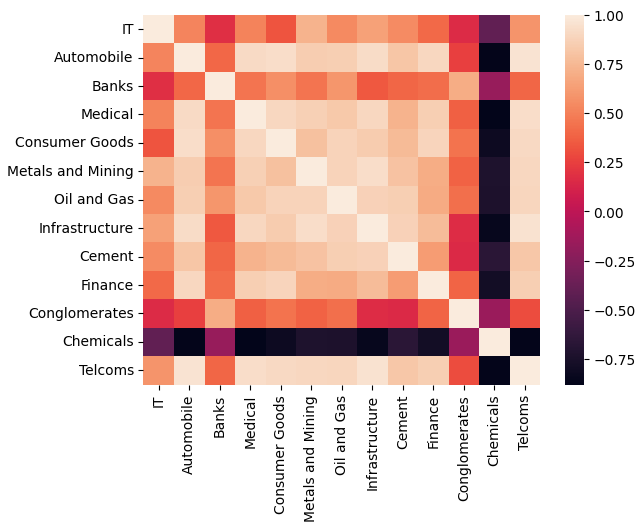 IT
Automobile
Banks
Medical
Consumer Goods
Metals and Mining
Oil and Gas
Infrastructure
Cement
Finance
Conglomerates
Chemicals
Telcoms
IT
Automobile
Banks
Medical
Consumer Goods
Metals and Mining
Oil and Gas
Infrastructure
Cement
Finance
Conglomerates
Chemicals
Telcoms
1.00
0.75
0.50
0.25
0.00
−0.25
−0.50
−0.75